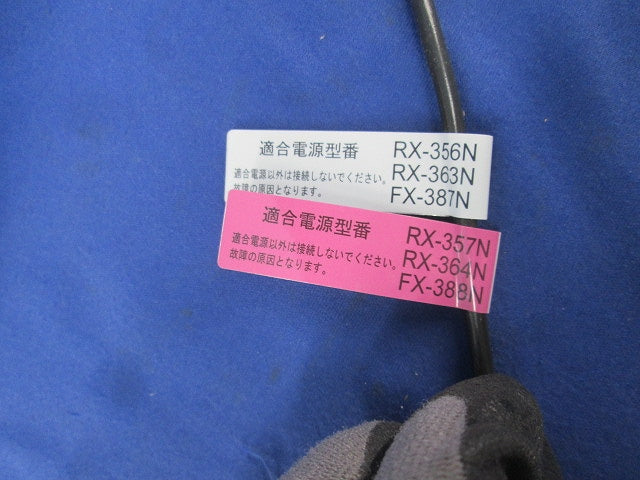 適合電源型番 RX-356N
RX-363N
適合電源以外は接続しないでください。
故障の原因となります。 FX-387N
適合電源型番 RX-357N
適合電源以外は接続しないでください。 RX-364N
故障の原因となります。 FX-388N